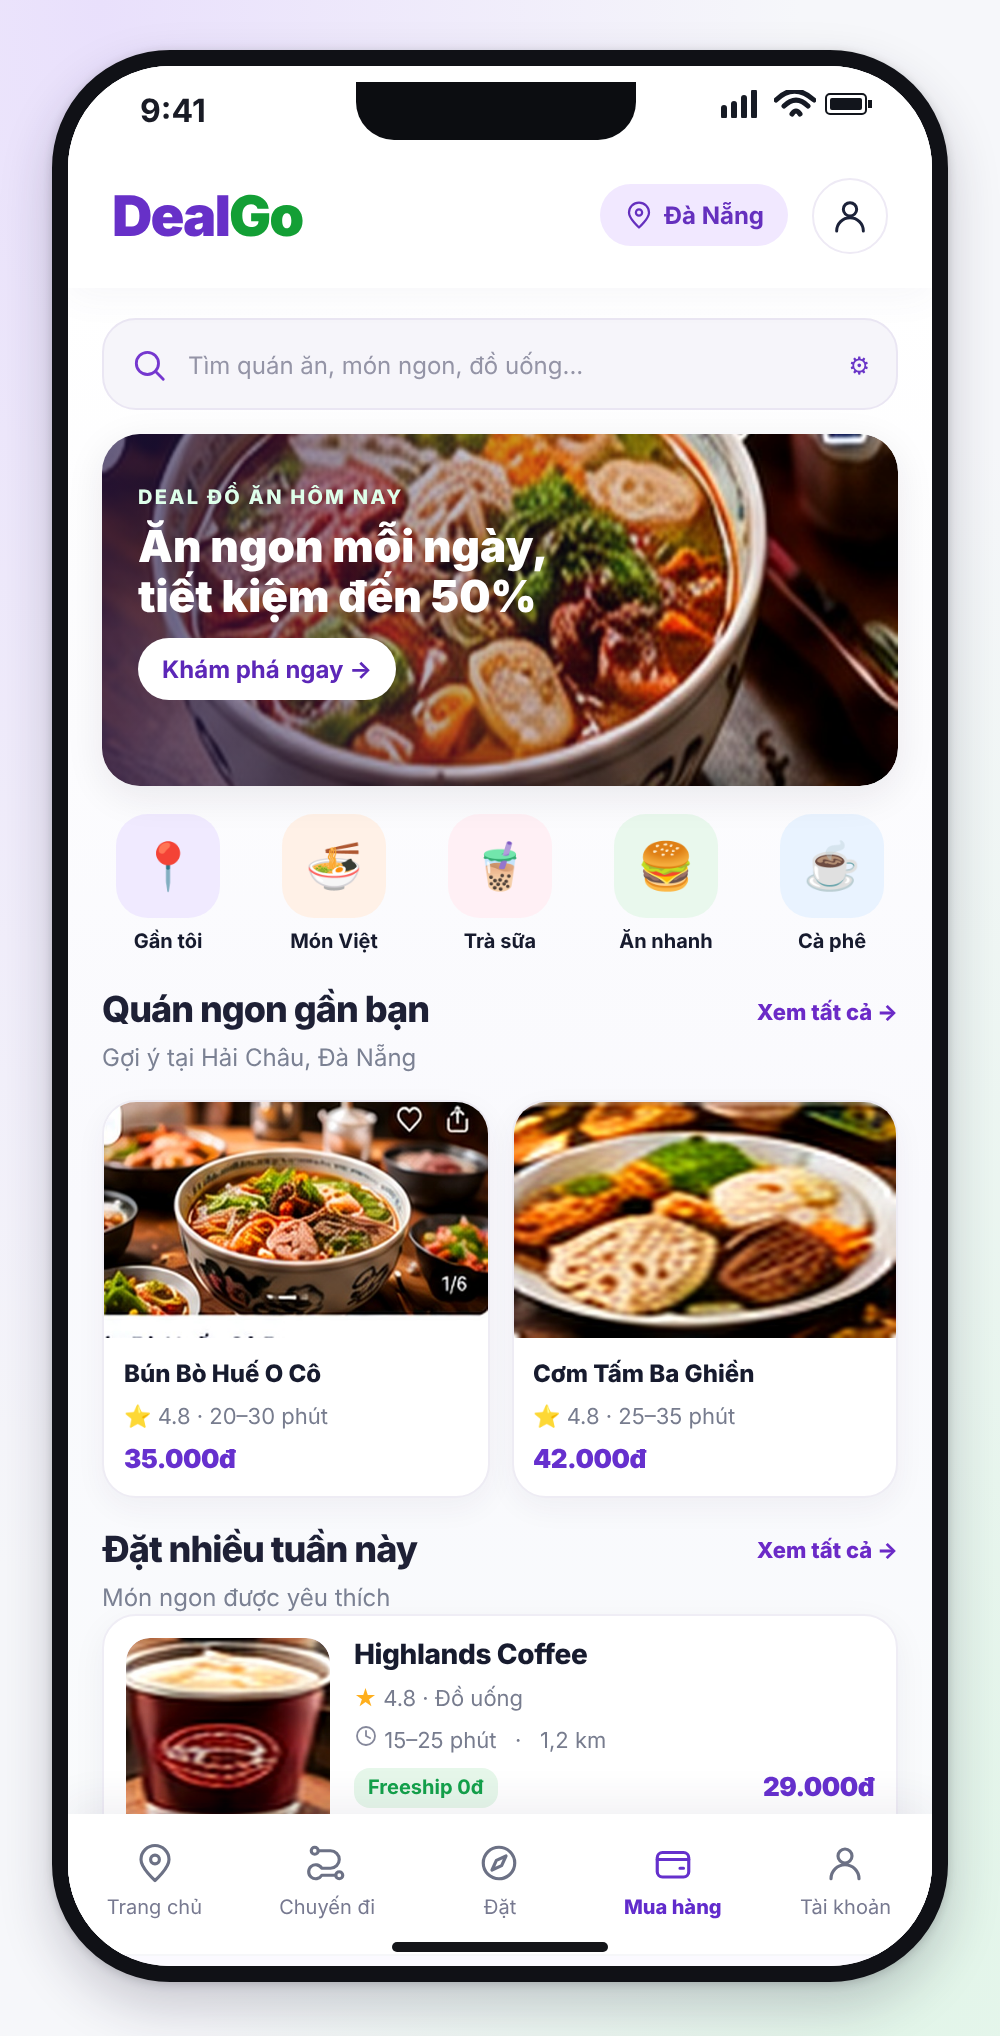 9:41
DealGo
Đà Nẵng
Tìm quán ăn, món ngon, đồ uống...
DEAL ĐỒ ĂN HÔM NAY
Ăn ngon mỗi ngày,
tiết kiệm đến 50%
Khám phá ngay →
Gần tôi
Món Việt
Trà sữa
Ăn nhanh
Cà phê
Quán ngon gần bạn
Xem tất cả →
Gợi ý tại Hải Châu, Đà Nẵng
1/6
Bún Bò Huế O Cô
Cơm Tấm Ba Ghiền
⭐ 4.8 · 20–30 phút
⭐ 4.8 · 25–35 phút
35.000đ
42.000đ
Đặt nhiều tuần này
Xem tất cả →
Món ngon được yêu thích
Highlands Coffee
★ 4.8 · Đồ uống
15–25 phút · 1,2 km
Freeship 0đ
29.000đ
Trang chủ
Chuyến đi
Đặt
Mua hàng
Tài khoản